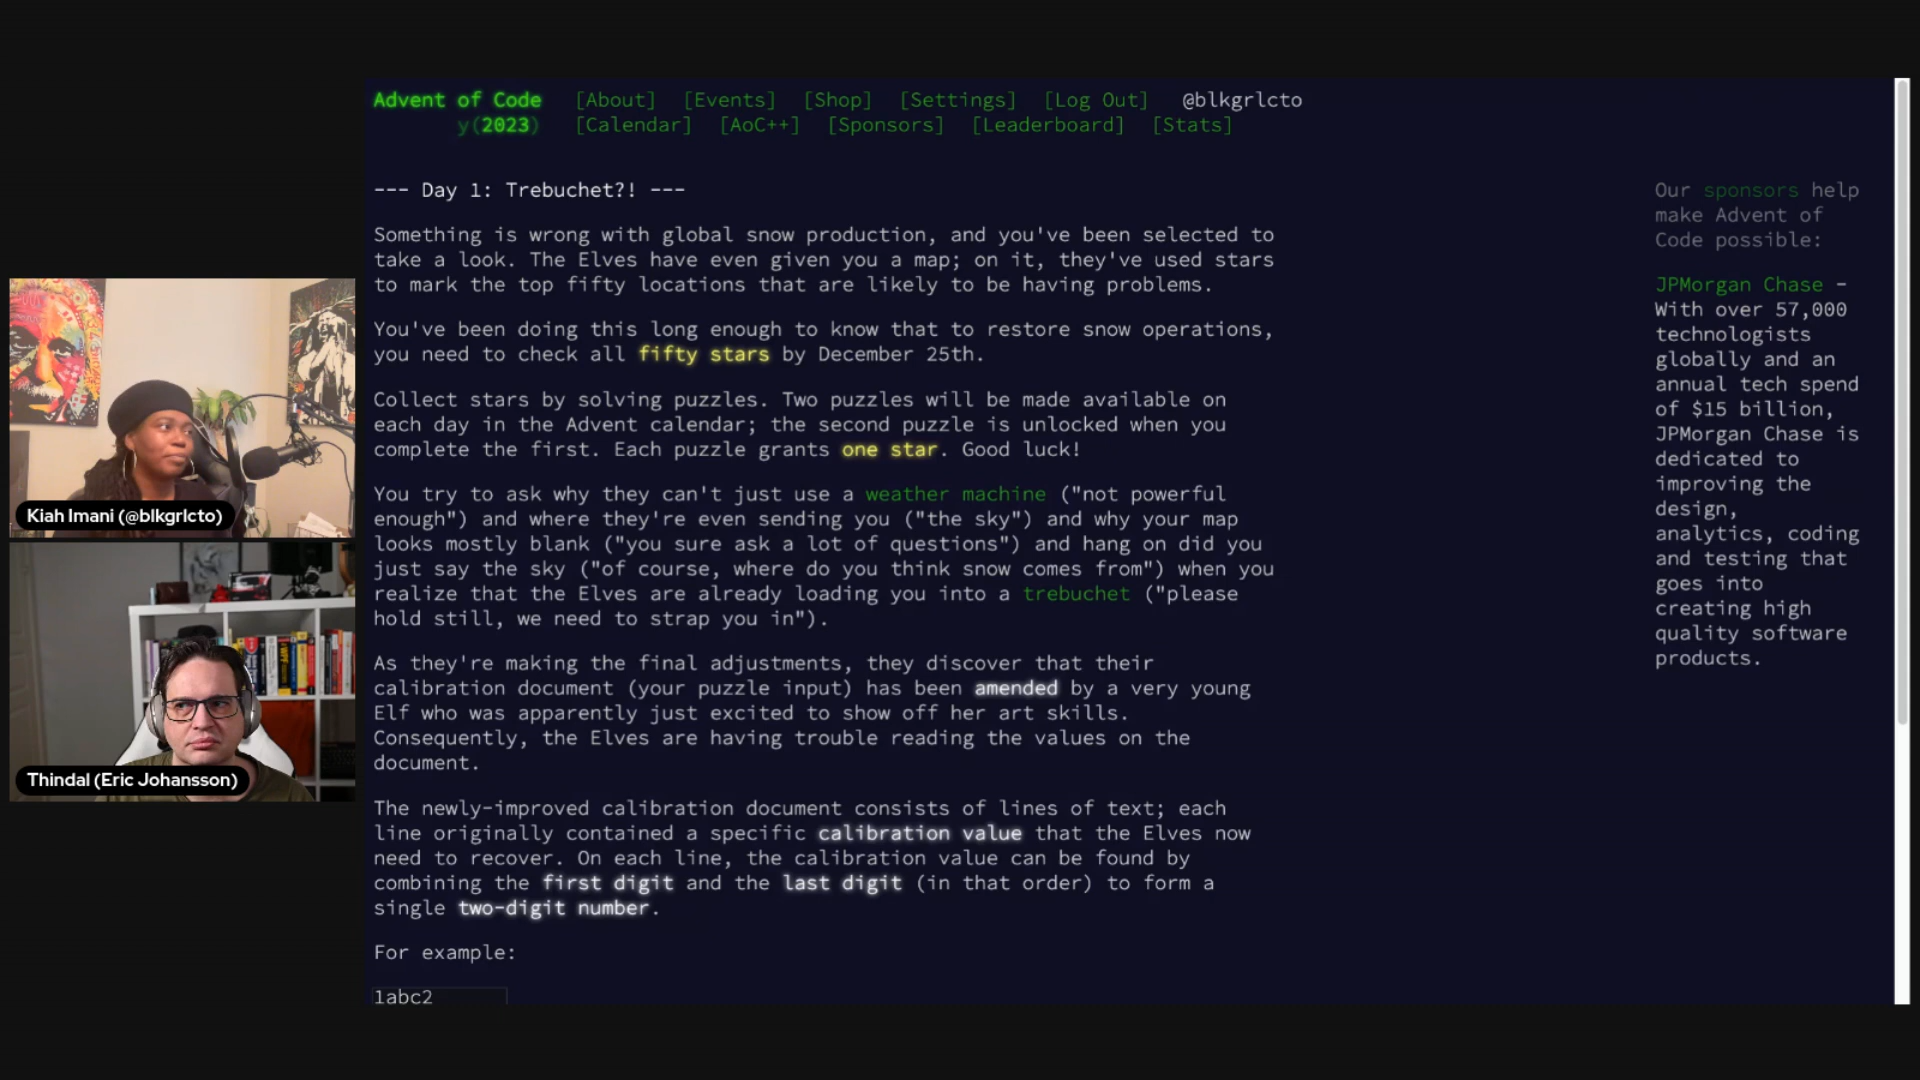 Advent of Code [About] [Events] [Shop] [Settings] [Log Out] @blkgrlcto
y(2023) [Calendar] [AoC++] [Sponsors] [Leaderboard] [Stats]
--- Day 1: Trebuchet?! ---
Something is wrong with global snow production, and you've been selected to
take a look. The Elves have even given you a map; on it, they've used stars
to mark the top fifty locations that are likely to be having problems.
You've been doing this long enough to know that to restore snow operations,
you need to check all fifty stars by December 25th.
Collect stars by solving puzzles. Two puzzles will be made available on
each day in the Advent calendar; the second puzzle is unlocked when you
complete the first. Each puzzle grants one star. Good luck!
You try to ask why they can't just use a weather machine ("not powerful
enough") and where they're even sending you ("the sky") and why your map
looks mostly blank ("you sure ask a lot of questions") and hang on did you
just say the sky ("of course, where do you think snow comes from") when you
realize that the Elves are already loading you into a trebuchet ("please
hold still, we need to strap you in").
As they're making the final adjustments, they discover that their
calibration document (your puzzle input) has been amended by a very young
Elf who was apparently just excited to show off her art skills.
Consequently, the Elves are having trouble reading the values on the
document.
The newly-improved calibration document consists of lines of text; each
line originally contained a specific calibration value that the Elves now
need to recover. On each line, the calibration value can be found by
combining the first digit and the last digit (in that order) to form a
single two-digit number.
For example:
1abc2
Our sponsors help
make Advent of
Code possible:
JPMorgan Chase -
With over 57,000
technologists
globally and an
annual tech spend
of $15 billion,
JPMorgan Chase is
dedicated to
improving the
design,
analytics, coding
and testing that
goes into
creating high
quality software
products.
Kiah Imani (@blkgrlcto)
Thindal (Eric Johansson)